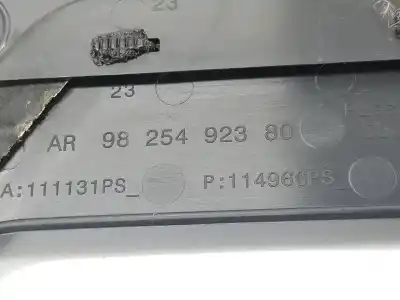 23
23
AR 98 254 923 80
A:111131PS_
P:114960PS_